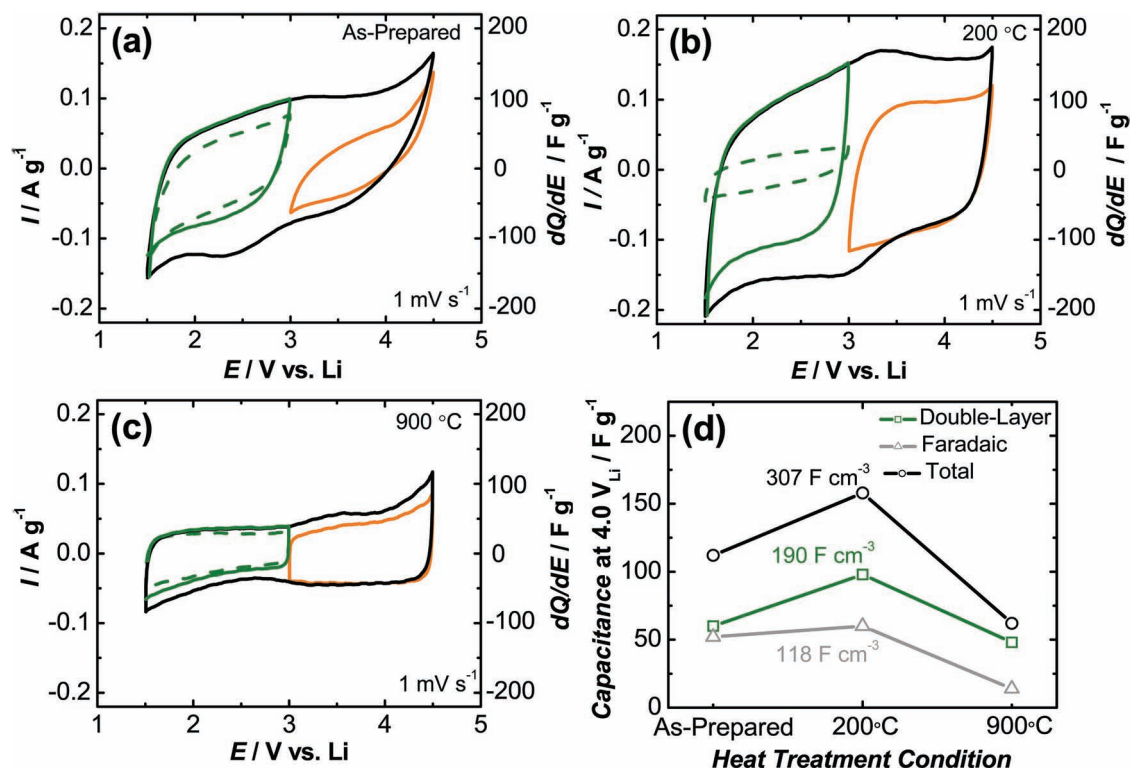 (a)
As-Prepared
0.2
0.1
0.0
-0.1
-0.2
I / A g-1
200
100
0
-100
-200
dQ/dE / F g-1
1 mV s-1
1 2 3 4 5
E / V vs. Li
(b)
200 °C
0.2
0.1
0.0
-0.1
-0.2
I / A g-1
200
100
0
-100
-200
dQ/dE / F g-1
1 mV s-1
1 2 3 4 5
E / V vs. Li
(c)
900 °C
0.2
0.1
0.0
-0.1
-0.2
I / A g-1
200
100
0
-100
-200
dQ/dE / F g-1
1 mV s-1
1 2 3 4 5
E / V vs. Li
(d)
Double-Layer
Faradaic
Total
200
150
100
50
0
Capacitance at 4.0 VLi / F g-1
307 F cm-3
190 F cm-3
118 F cm-3
As-Prepared 200°C 900°C
Heat Treatment Condition